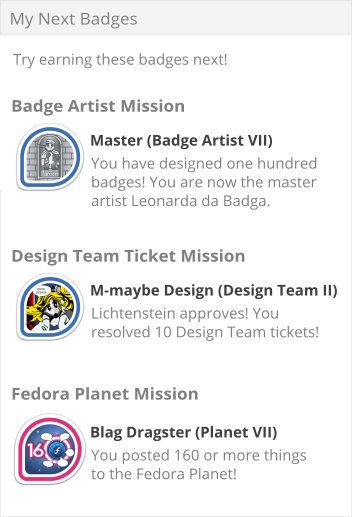 My Next Badges
Try earning these badges next!
Badge Artist Mission
Master (Badge Artist VII)
You have designed one hundred
badges! You are now the master
artist Leonarda da Badga.
Design Team Ticket Mission
M-maybe Design (Design Team II)
Lichtenstein approves! You
resolved 10 Design Team tickets!
Fedora Planet Mission
160
Blag Dragster (Planet VII)
You posted 160 or more things
to the Fedora Planet!